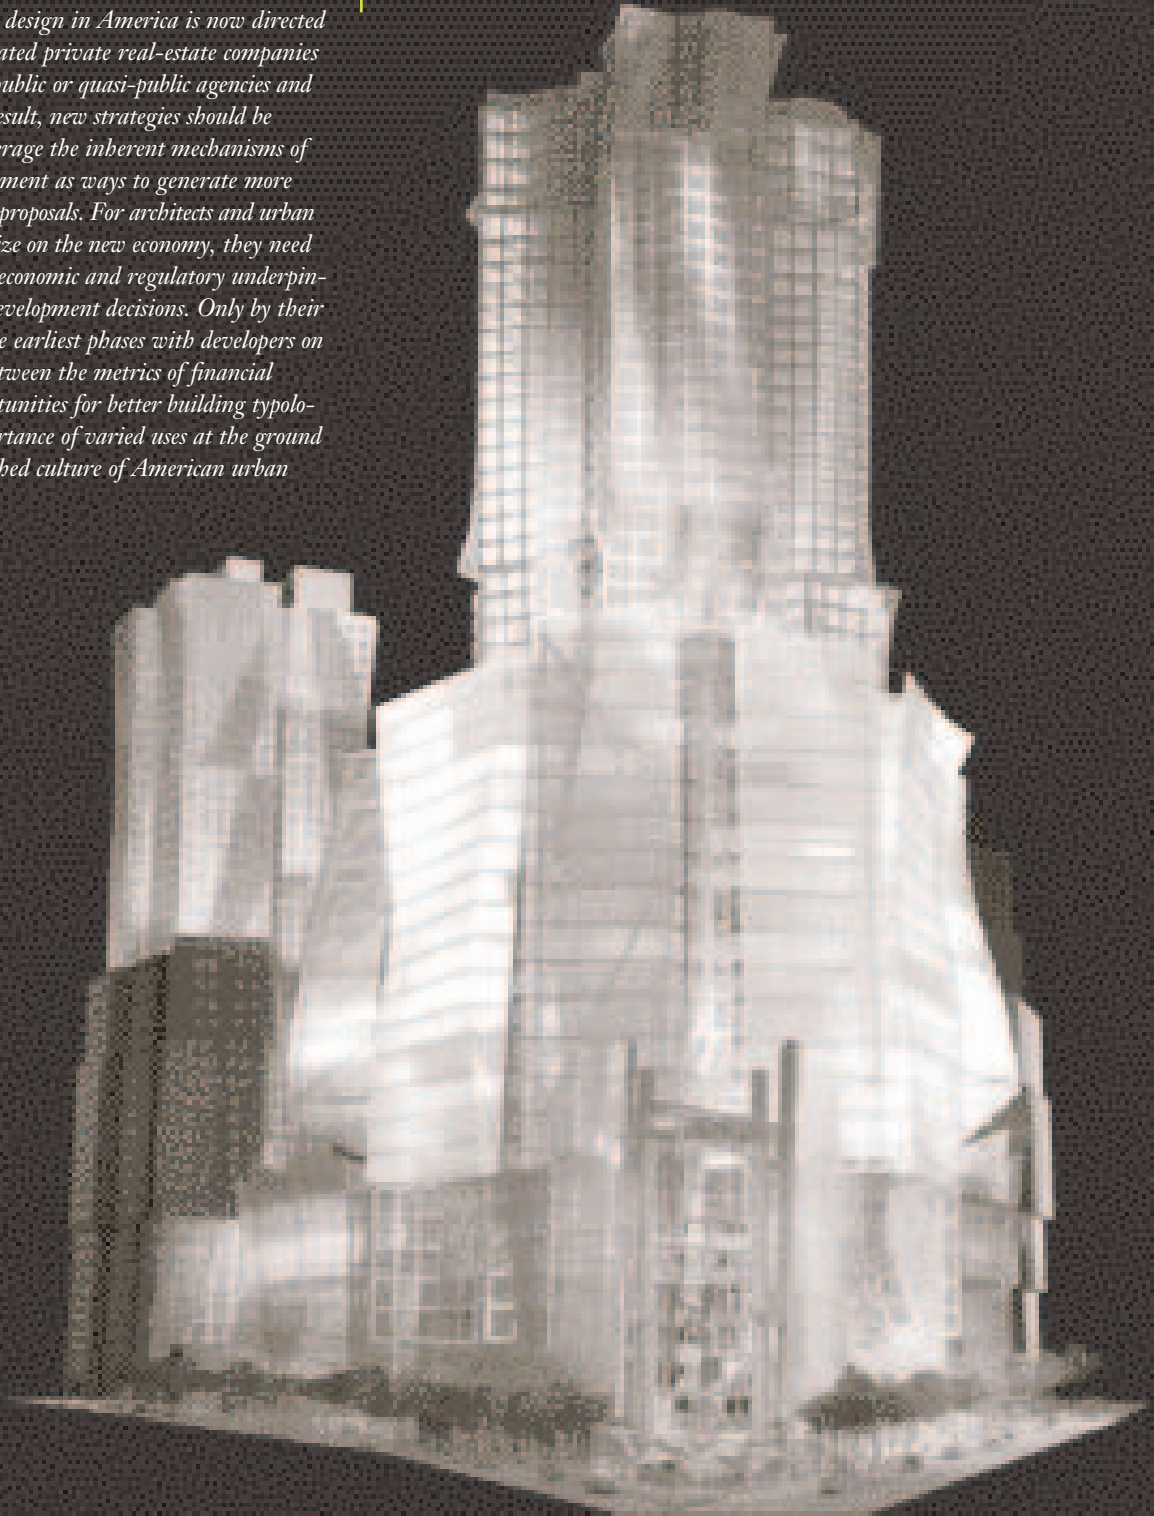 design in America is now directed
ated private real-estate companies
public or quasi-public agencies and
esult, new strategies should be
erage the inherent mechanisms of
ment as ways to generate more
proposals. For architects and urban
ize on the new economy, they need
economic and regulatory underpin-
evelopment decisions. Only by their
e earliest phases with developers on
tween the metrics of financial
tunities for better building typolo-
rtance of varied uses at the ground
hed culture of American urban